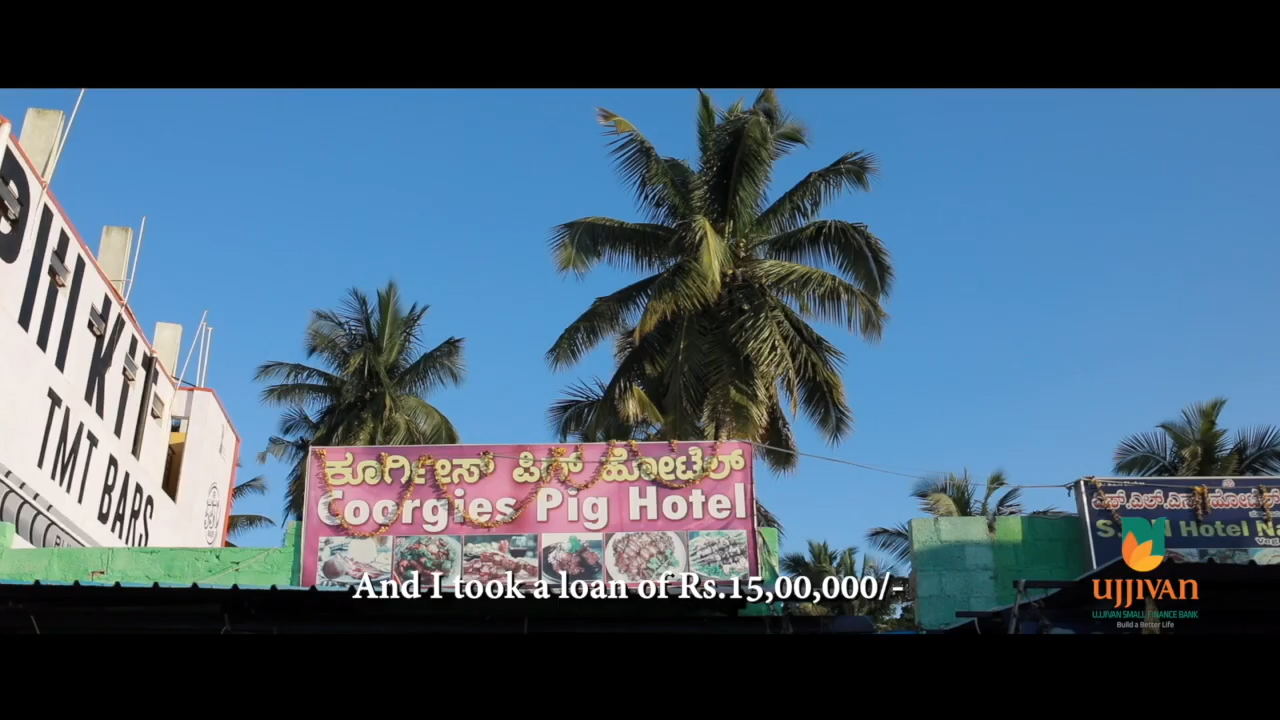 TMT BARS
ಕೂರ್ಗೀಸ್ ಪಿಗ್ ಹೋಟೆಲ್
Coorgies Pig Hotel
Hotel
And I took a loan of Rs.15,00,000/-
UJJIVAN
UJJIVAN SMALL FINANCE BANK
Build a Better Life